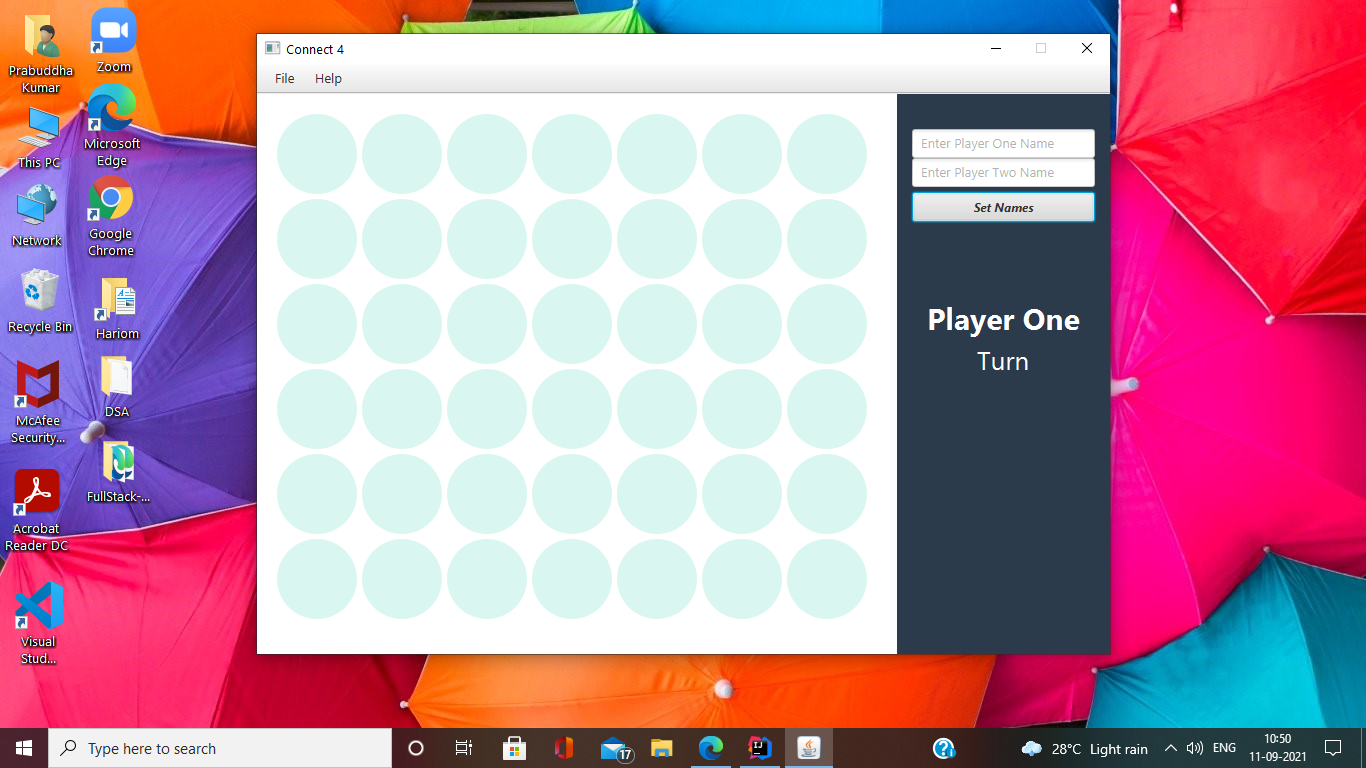 Prabuddha
Kumar
Zoom
This PC
Microsoft
Edge
Network
Google
Chrome
Recycle Bin
Hariom
McAfee
Security...
DSA
FullStack-...
Acrobat
Reader DC
Visual
Stud...
Connect 4
File Help
Enter Player One Name
Enter Player Two Name
Set Names
Player One
Turn
Type here to search
17
IJ
28°C Light rain
ENG
10:50
11-09-2021